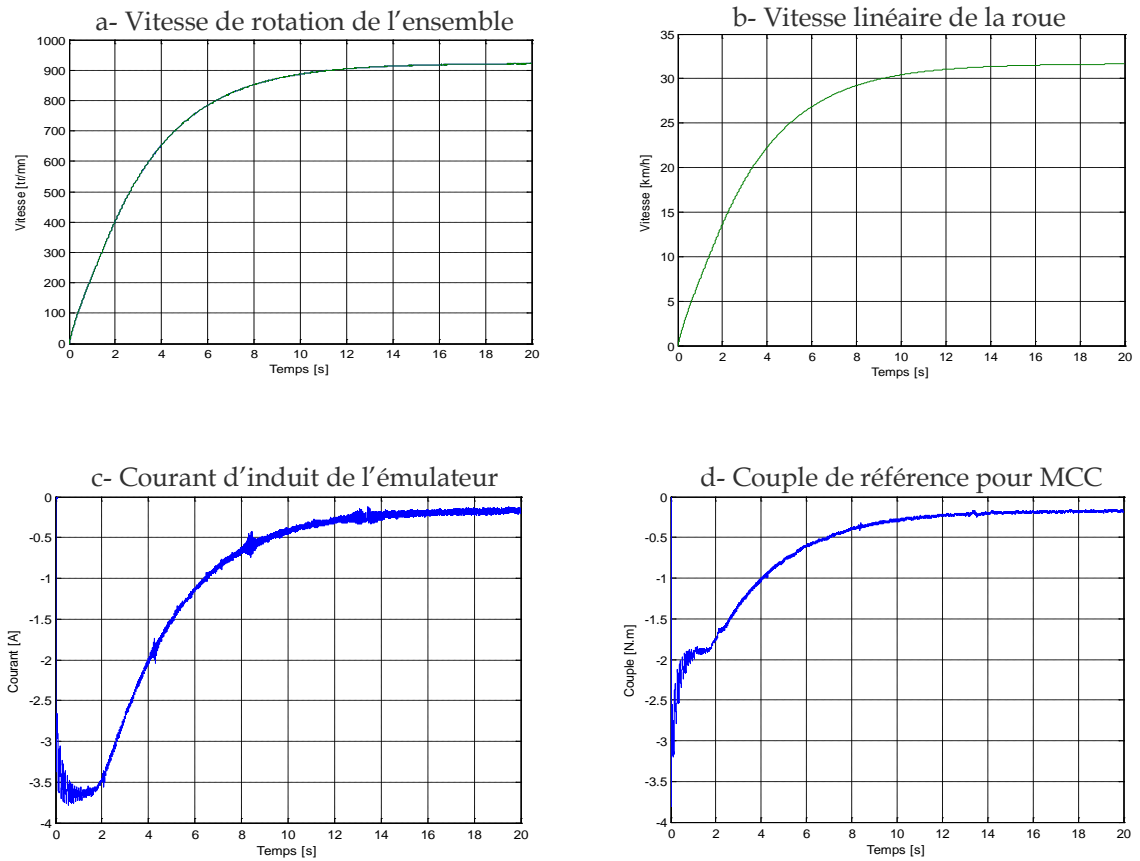 a- Vitesse de rotation de l'ensemble
1000
900
800
700
600
500
400
300
200
100
0
Vitesse [tr/mn]
0 2 4 6 8 10 12 14 16 18 20
Temps [s]
b- Vitesse linéaire de la roue
35
30
25
20
15
10
5
0
Vitesse [km/h]
0 2 4 6 8 10 12 14 16 18 20
Temps [s]
c- Courant d'induit de l'émulateur
0
-0.5
-1
-1.5
-2
-2.5
-3
-3.5
-4
Courant [A]
0 2 4 6 8 10 12 14 16 18 20
Temps [s]
d- Couple de référence pour MCC
0
-0.5
-1
-1.5
-2
-2.5
-3
-3.5
-4
Couple [N.m]
0 2 4 6 8 10 12 14 16 18 20
Temps [s]